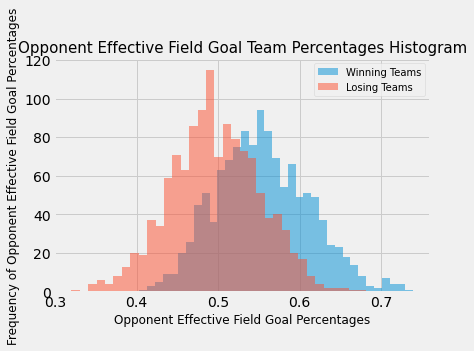 Opponent Effective Field Goal Team Percentages Histogram
Frequency of Opponent Effective Field Goal Percentages
120
100
80
60
40
20
0
Winning Teams
Losing Teams
0.3 0.4 0.5 0.6 0.7
Opponent Effective Field Goal Percentages